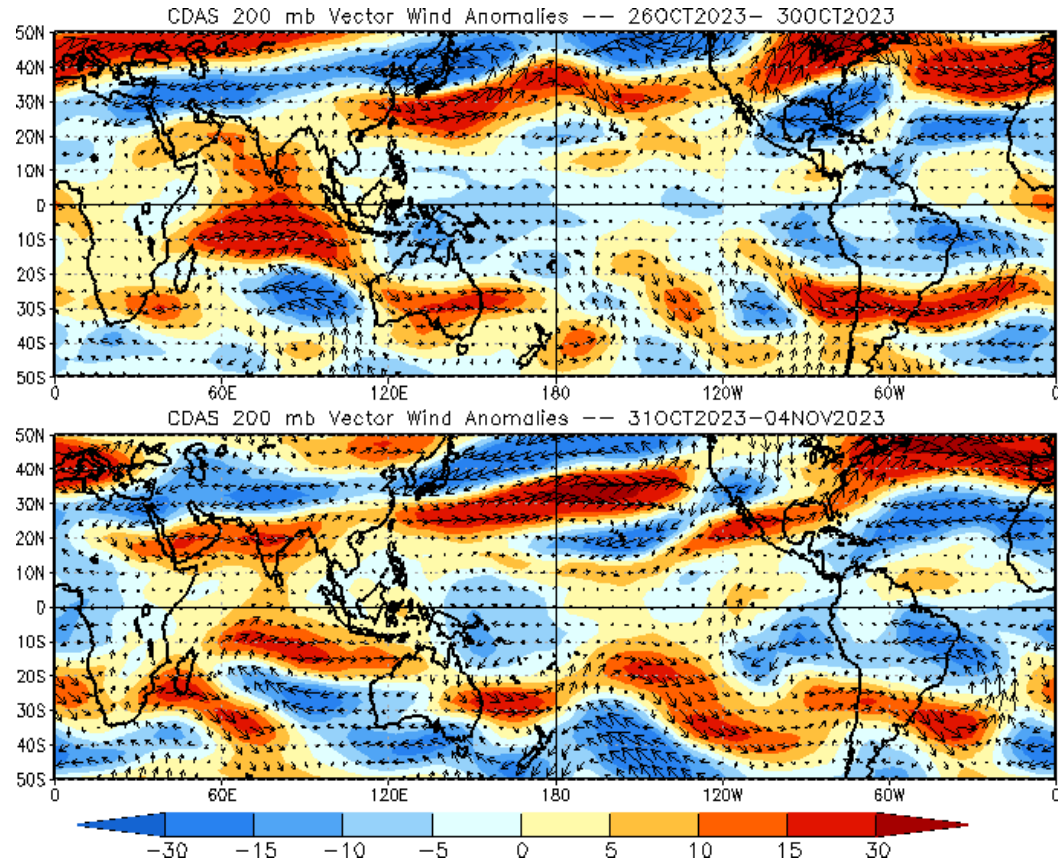 CDAS 200 mb Vector Wind Anomalies -- 26OCT2023- 30OCT2023
50N
40N
30N
20N
10N
0
10S
20S
30S
40S
50S
0 60E 120E 180 120W 60W 0
CDAS 200 mb Vector Wind Anomalies -- 31OCT2023-04NOV2023
50N
40N
30N
20N
10N
0
10S
20S
30S
40S
50S
0 60E 120E 180 120W 60W 0
-30 -15 -10 -5 0 5 10 15 30